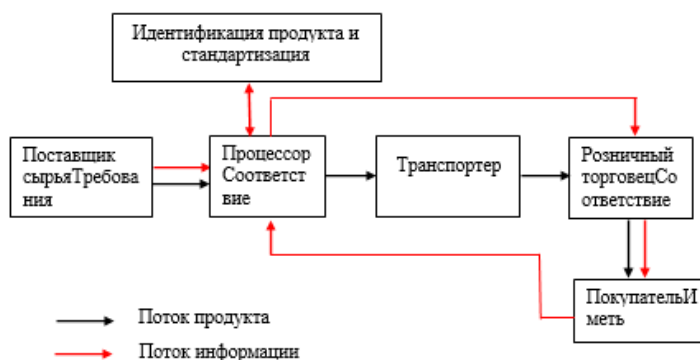 Идентификация продукта и
стандартизация
Поставщик
сырьяТребова
ния
Процессор
Соответст
вие
Транспортер
Розничный
торговецСо
ответствие
ПокупательИ
меть
Поток продукта
Поток информации